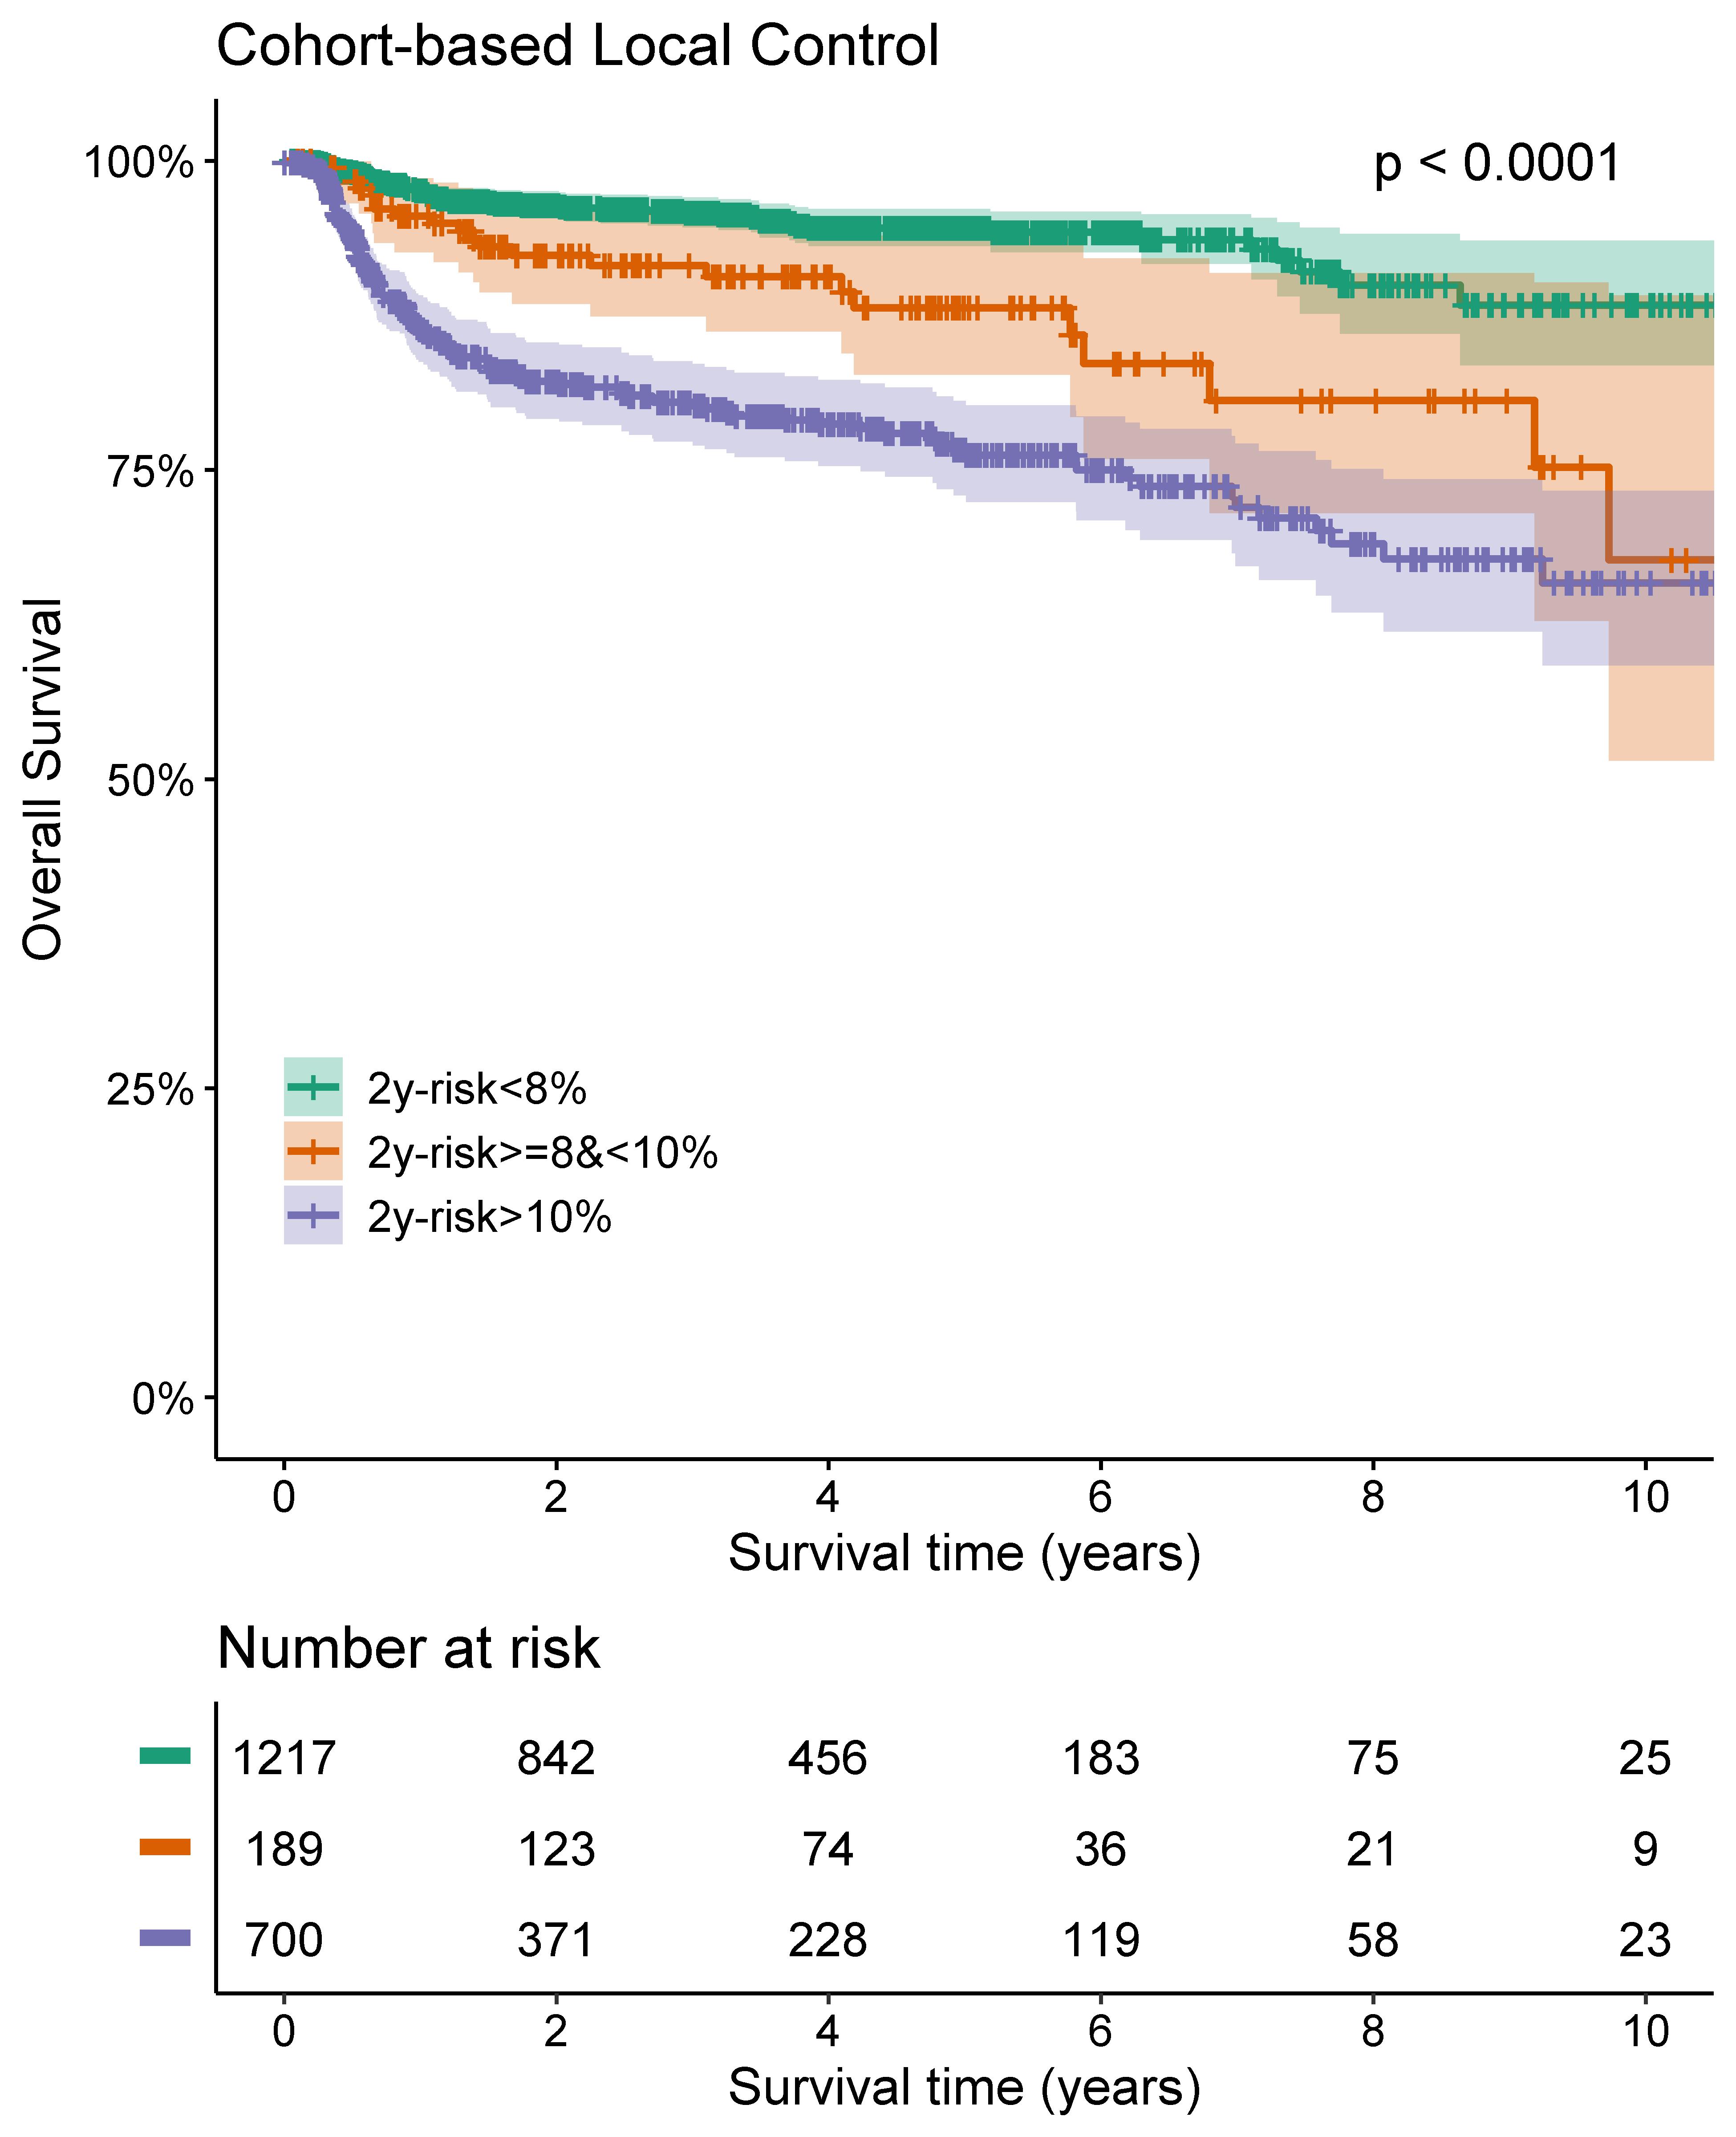 Cohort-based Local Control
p < 0.0001
100%
75%
50%
25%
0%
Overall Survival
2y-risk<8%
2y-risk>=8&<10%
2y-risk>10%
0 2 4 6 8 10
Survival time (years)
Number at risk
1217 842 456 183 75 25
189 123 74 36 21 9
700 371 228 119 58 23
0 2 4 6 8 10
Survival time (years)